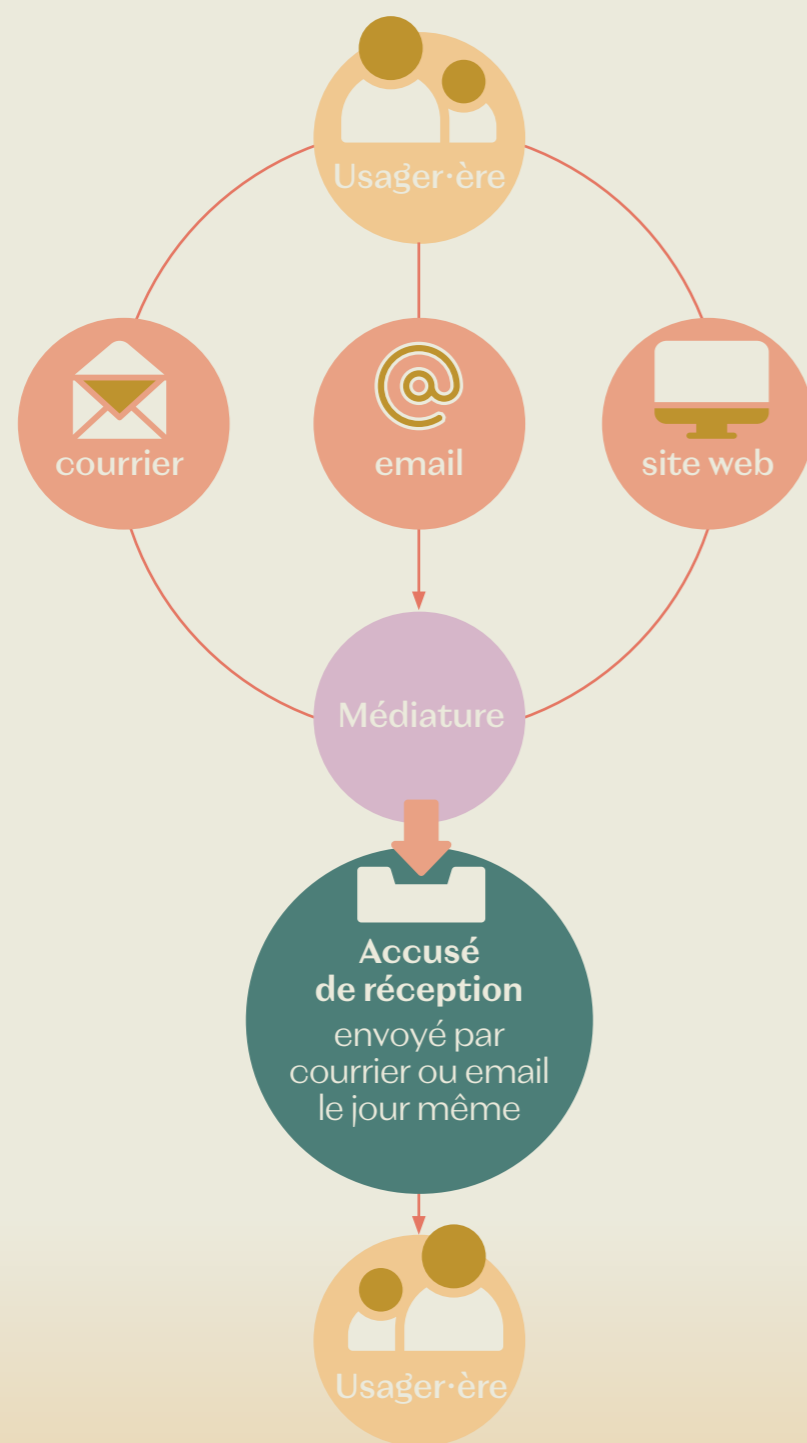 Usager·ère
courrier
email
site web
Médiature
Accusé
de réception
envoyé par
courrier ou email
le jour même
Usager·ère